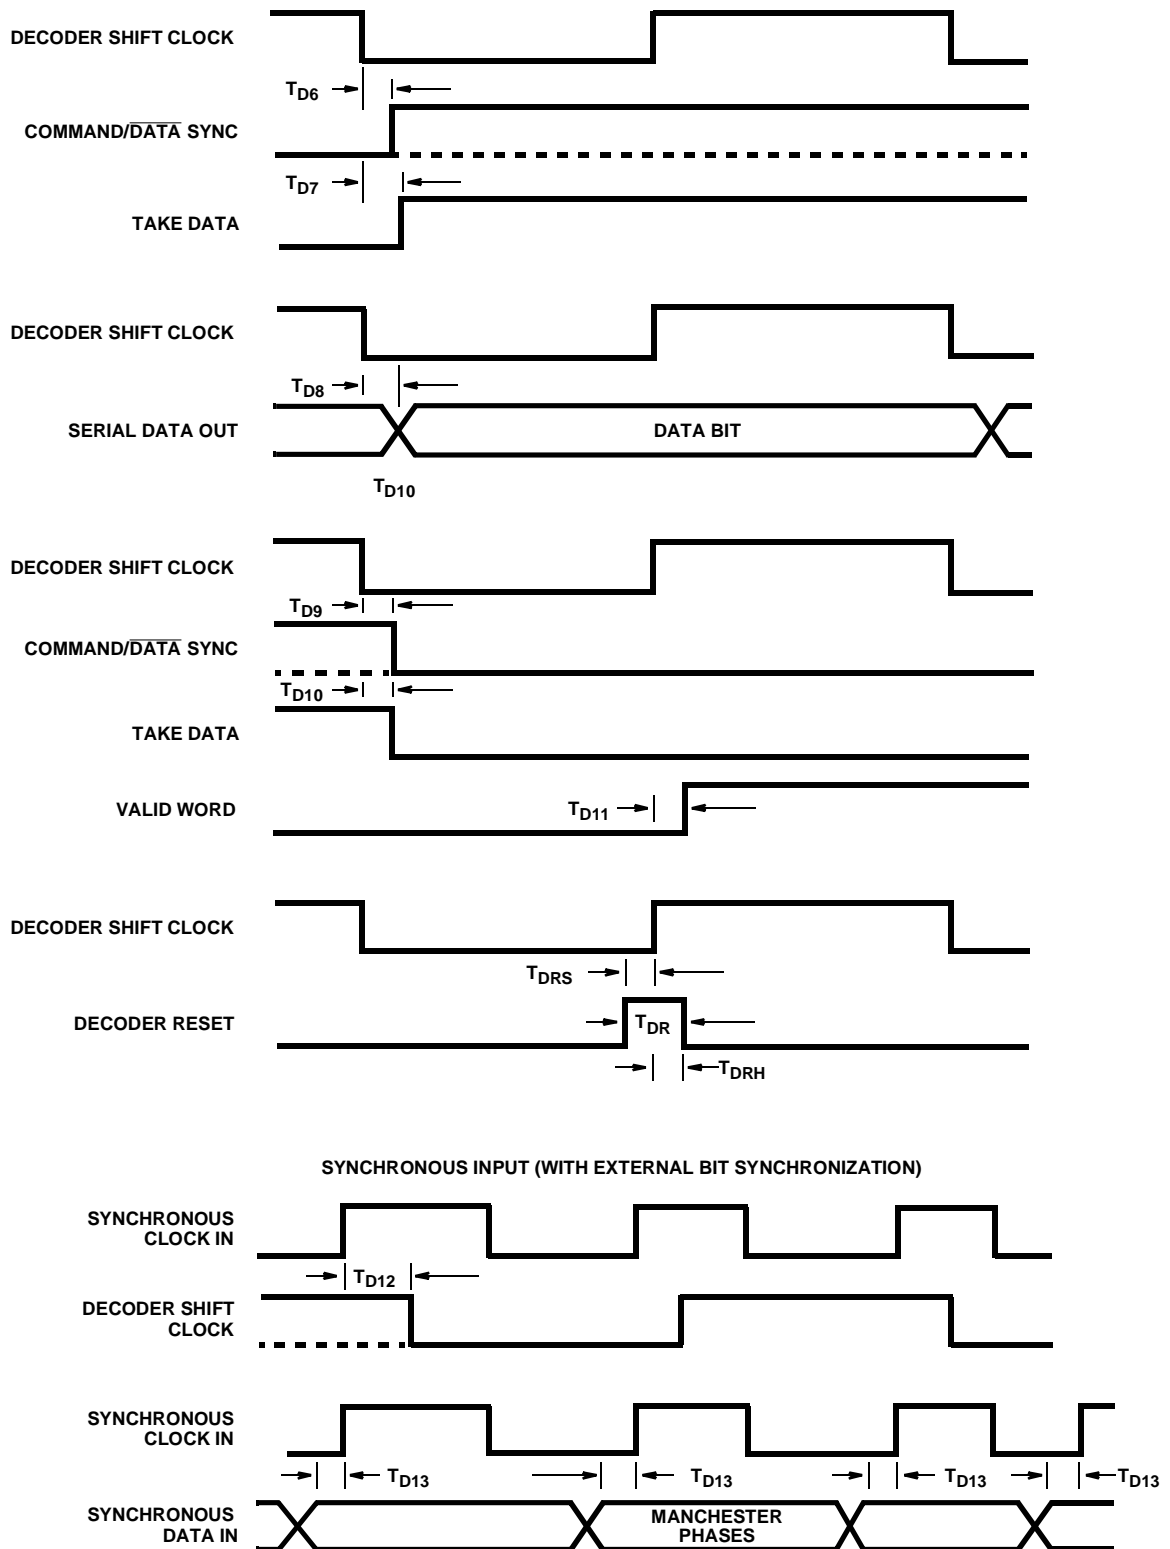 DECODER SHIFT CLOCK
TD6
COMMAND/DATA SYNC
TD7
TAKE DATA
DECODER SHIFT CLOCK
TD8
SERIAL DATA OUT
DATA BIT
TD10
DECODER SHIFT CLOCK
TD9
COMMAND/DATA SYNC
TD10
TAKE DATA
VALID WORD
TD11
DECODER SHIFT CLOCK
TDRS
DECODER RESET
TDR
TDRH
SYNCHRONOUS INPUT (WITH EXTERNAL BIT SYNCHRONIZATION)
SYNCHRONOUS
CLOCK IN
TD12
DECODER SHIFT
CLOCK
SYNCHRONOUS
CLOCK IN
TD13
TD13
TD13
TD13
SYNCHRONOUS
DATA IN
MANCHESTER
PHASES